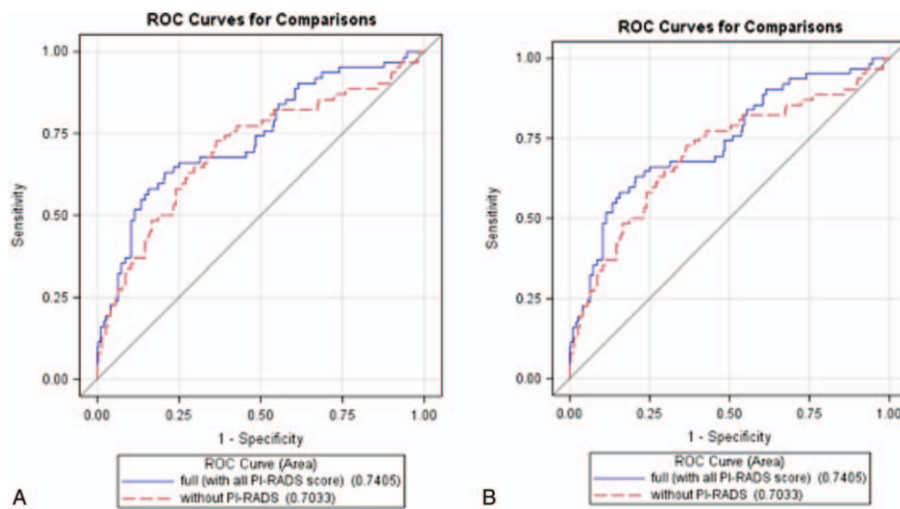 ROC Curves for Comparisons
1.00
0.75
0.50
0.25
0.00
Sensitivity
0.00 0.25 0.50 0.75 1.00
1 - Specificity
ROC Curve (Area)
full (with all PI-RADS score) (0.7405)
without PI-RADS (0.7033)
A
ROC Curves for Comparisons
1.00
0.75
0.50
0.25
0.00
Sensitivity
0.00 0.25 0.50 0.75 1.00
1 - Specificity
ROC Curve (Area)
full (with all PI-RADS score) (0.7405)
without PI-RADS (0.7033)
B